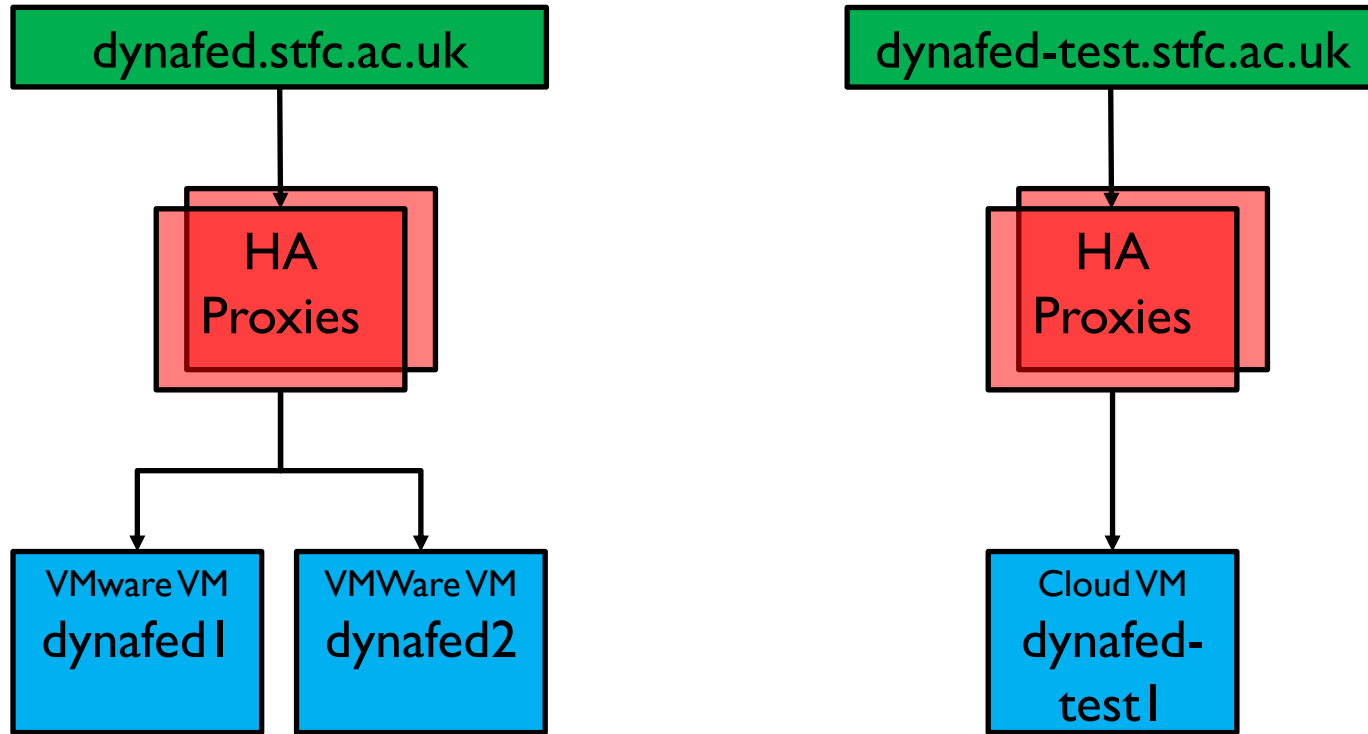 dynafed.stfc.ac.uk
dynafed-test.stfc.ac.uk
HA
Proxies
HA
Proxies
VMware VM
dynafed1
VMWare VM
dynafed2
Cloud VM
dynafed-
test1